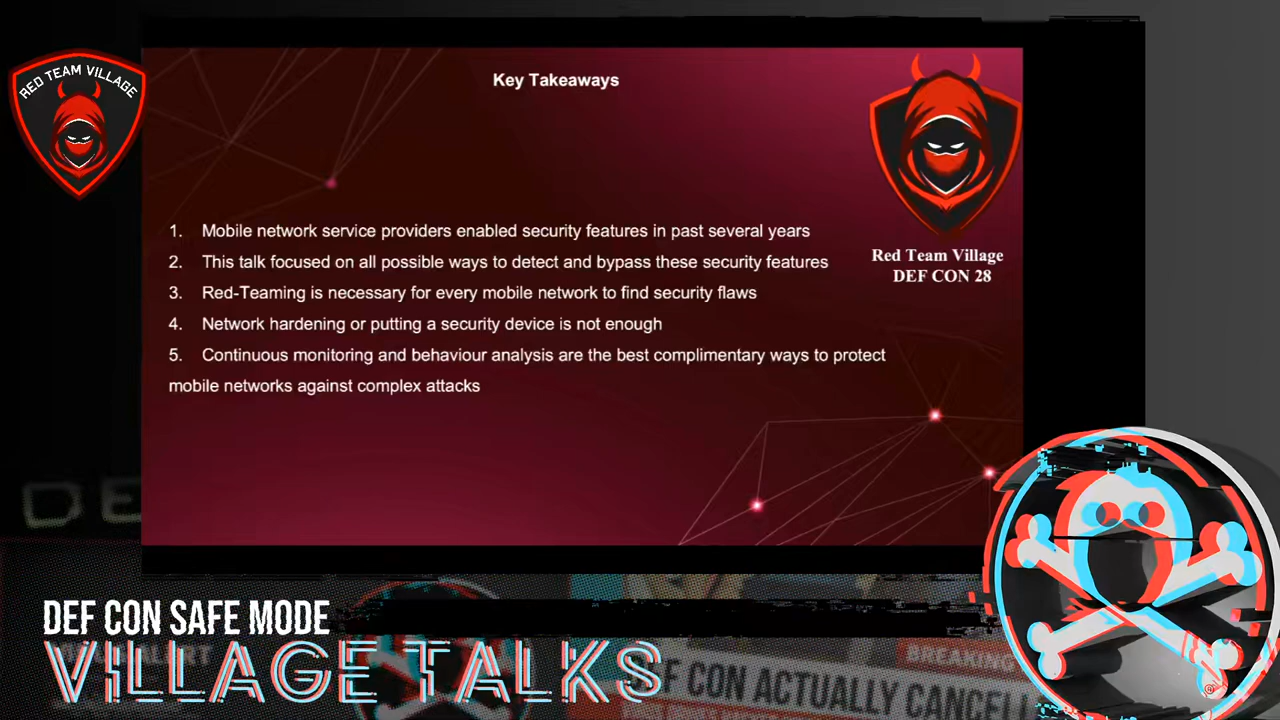 RED TEAM VILLAGE
Key Takeaways
1. Mobile network service providers enabled security features in past several years
2. This talk focused on all possible ways to detect and bypass these security features
3. Red-Teaming is necessary for every mobile network to find security flaws
4. Network hardening or putting a security device is not enough
5. Continuous monitoring and behaviour analysis are the best complimentary ways to protect
mobile networks against complex attacks
Red Team Village
DEF CON 28
DE
DEF CON SAFE MODE
VILLAGE TALKS
BREAKING
DEF CON ACTUALLY CANCELL